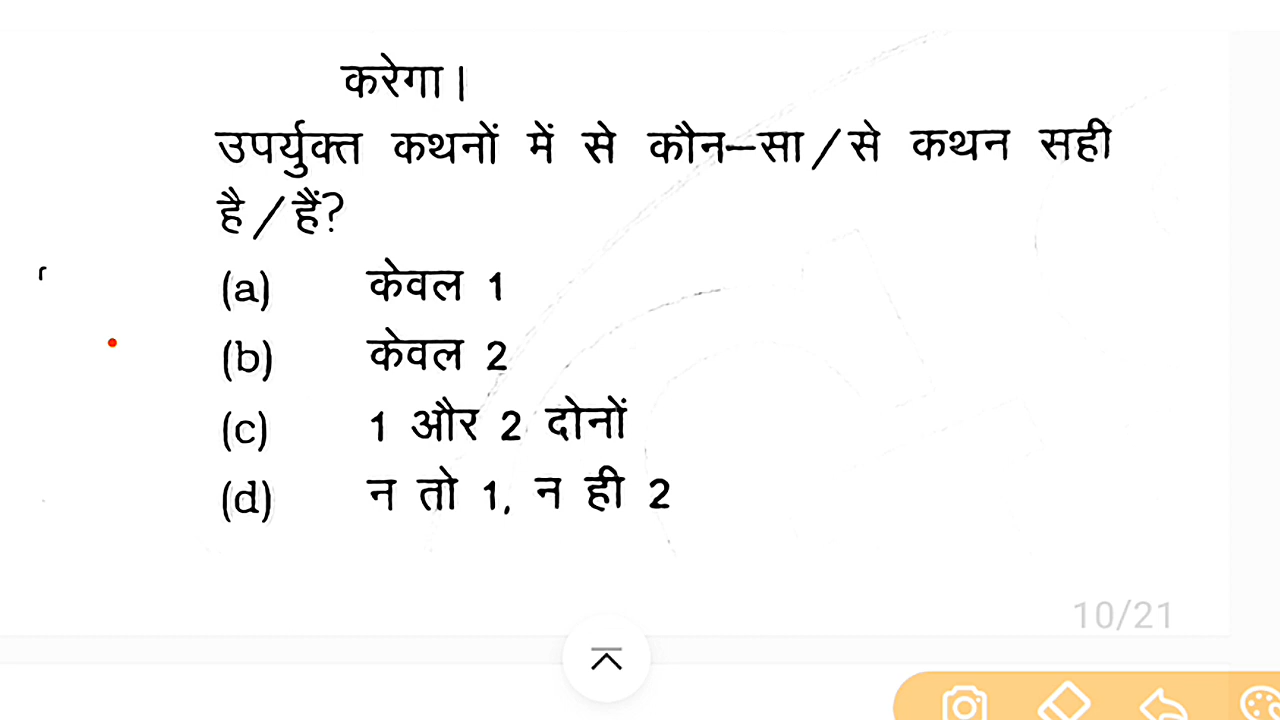 करेगा।
उपर्युक्त कथनों में से कौन–सा/से कथन सही
है/हैं?
(a) केवल 1
(b) केवल 2
(c) 1 और 2 दोनों
(d) न तो 1, न ही 2
10/21